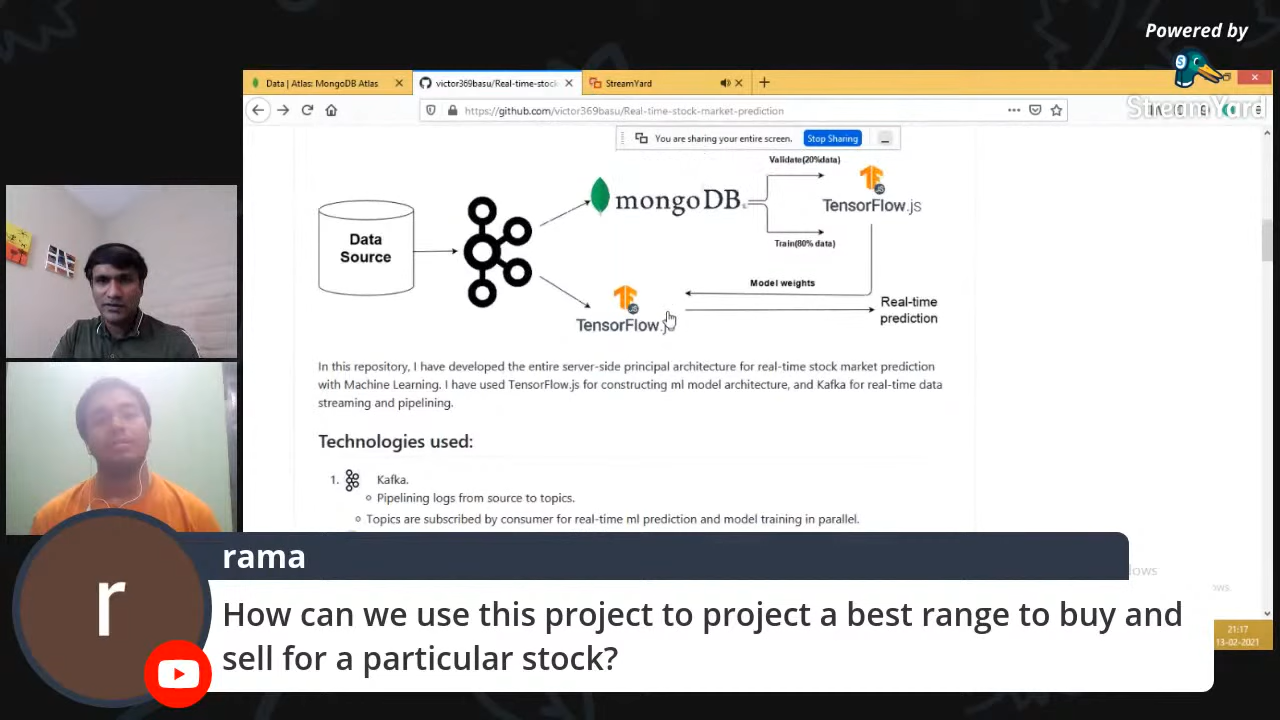 Powered by
Data | Atlas: MongoDB Atlas
victor369basu/Real-time-stock
StreamYard
StreamYard
https://github.com/victor369basu/Real-time-stock-market-prediction
You are sharing your entire screen.
Stop Sharing
Validate(20%data)
mongoDB
TensorFlow.js
Data
Source
Train(80% data)
Model weights
Real-time
prediction
TensorFlow.js
In this repository, I have developed the entire server-side principal architecture for real-time stock market prediction
with Machine Learning. I have used TensorFlow.js for constructing ml model architecture, and Kafka for real-time data
streaming and pipelining.
Technologies used:
1. Kafka.
Pipelining logs from source to topics.
Topics are subscribed by consumer for real-time ml prediction and model training in parallel.
rama
r
How can we use this project to project a best range to buy and
sell for a particular stock?
21:17
13-02-2021